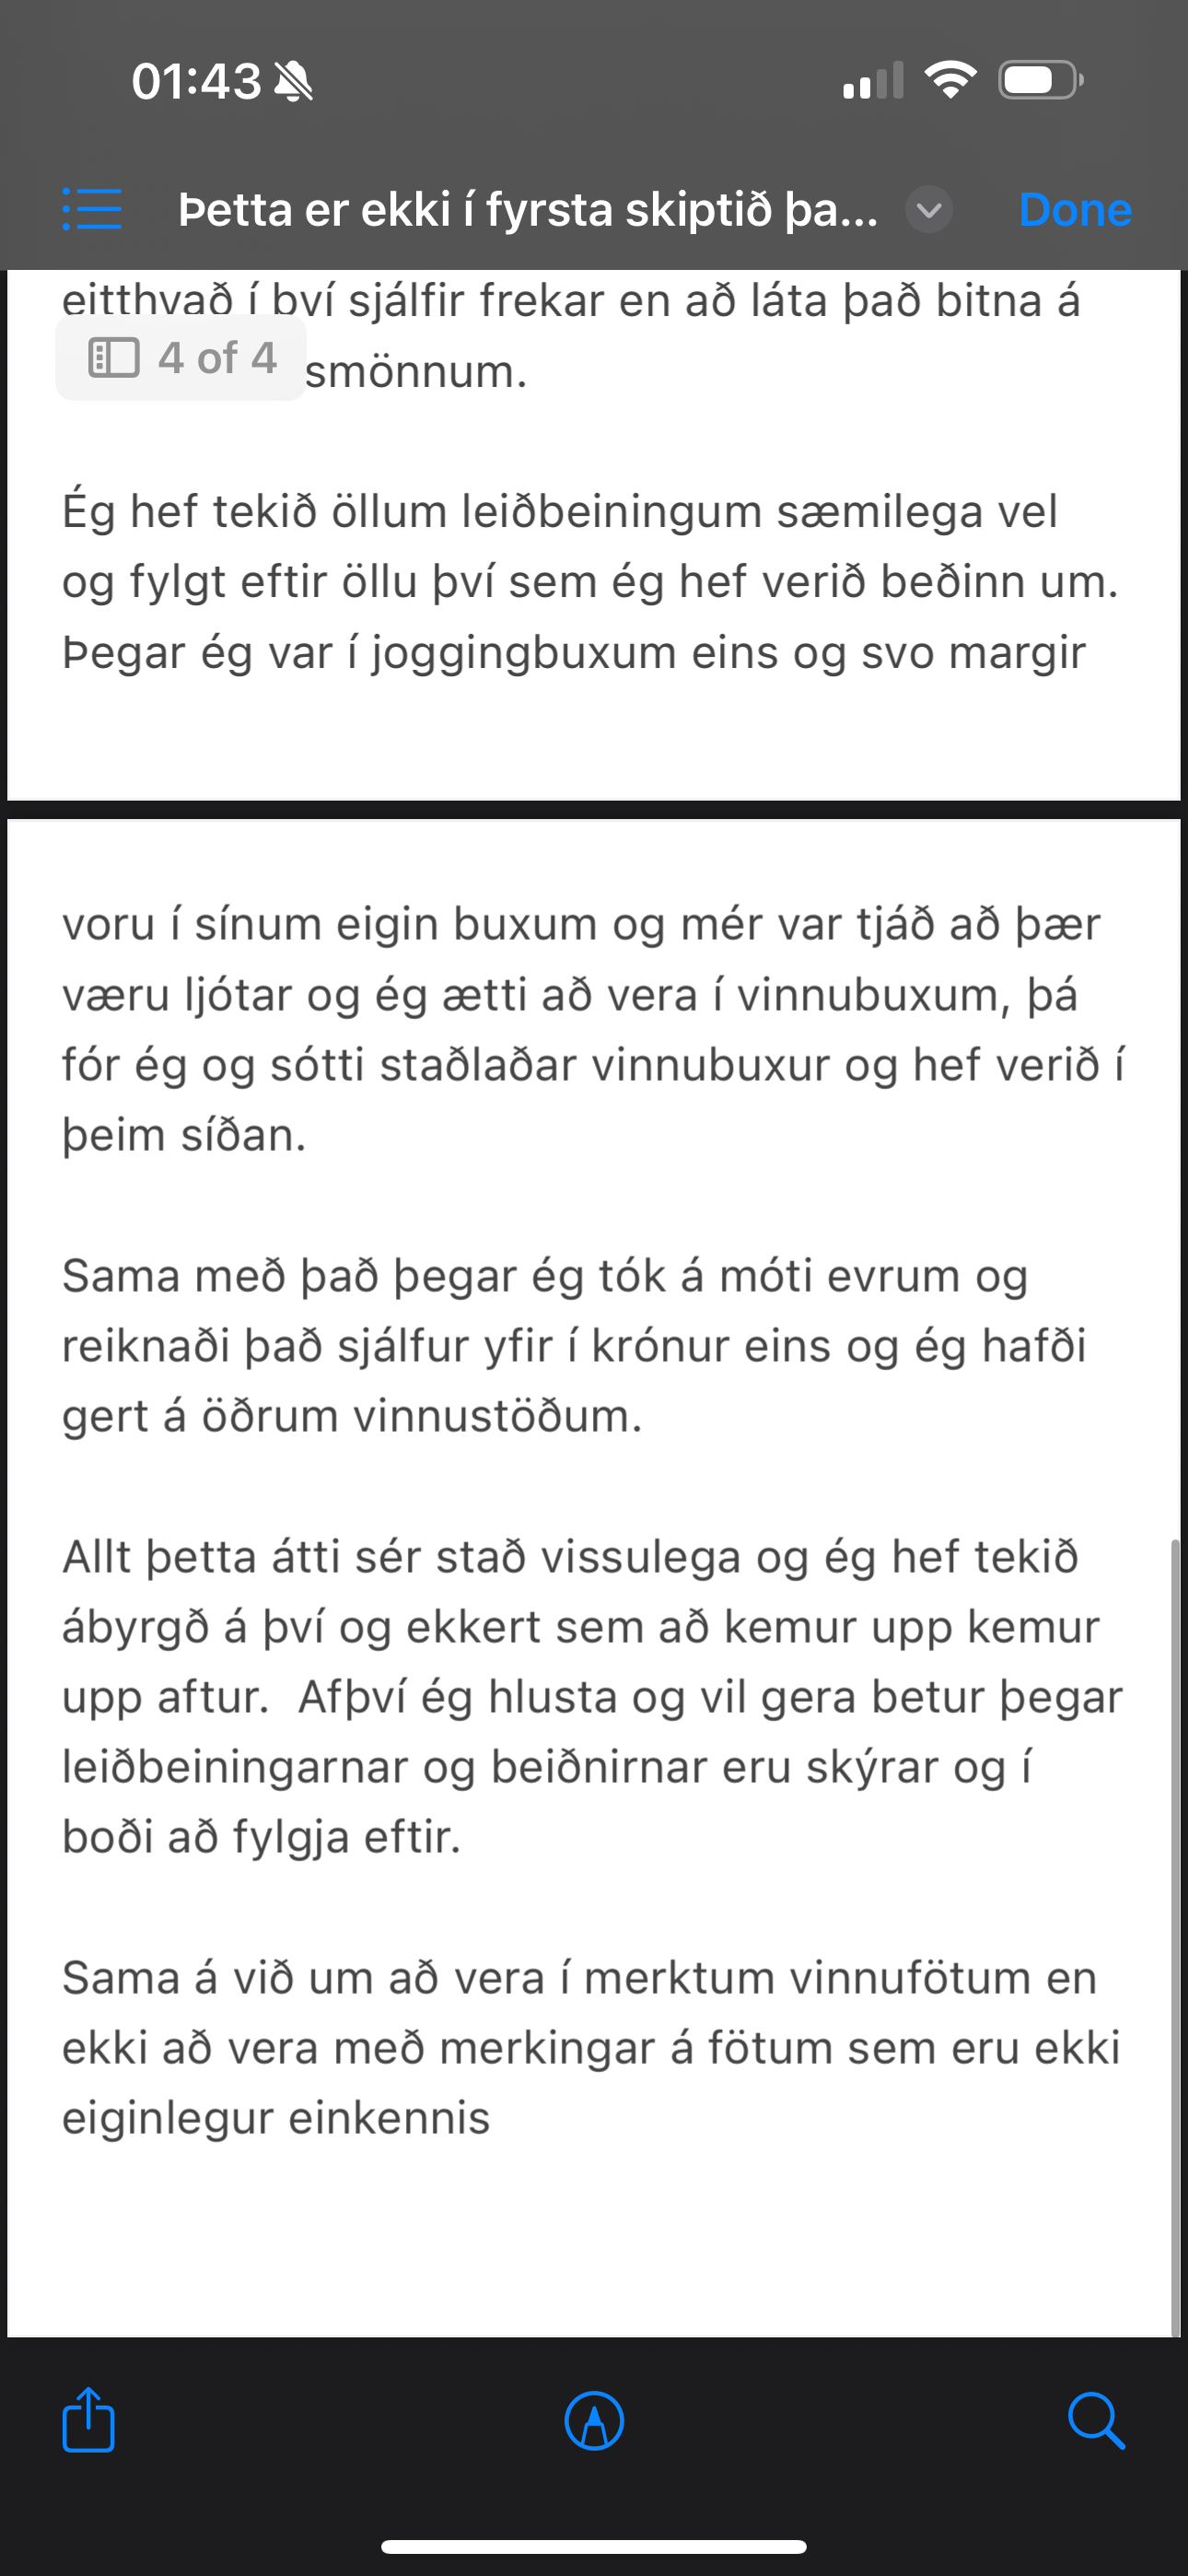 01:43
Þetta er ekki í fyrsta skiptið þa...
Done
eitthvað í því sjálfir frekar en að láta það bitna á
4 of 4
smönnum.
Ég hef tekið öllum leiðbeiningum sæmilega vel
og fylgt eftir öllu því sem ég hef verið beðinn um.
Þegar ég var í joggingbuxum eins og svo margir
voru í sínum eigin buxum og mér var tjáð að þær
væru ljótar og ég ætti að vera í vinnubuxum, þá
fór ég og sótti staðlaðar vinnubuxur og hef verið í
þeim síðan.
Sama með það þegar ég tók á móti evrum og
reiknaði það sjálfur yfir í krónur eins og ég hafði
gert á öðrum vinnustöðum.
Allt þetta átti sér stað vissulega og ég hef tekið
ábyrgð á því og ekkert sem að kemur upp kemur
upp aftur.  Afþví ég hlusta og vil gera betur þegar
leiðbeiningarnar og beiðnirnar eru skýrar og í
boði að fylgja eftir.
Sama á við um að vera í merktum vinnufötum en
ekki að vera með merkingar á fötum sem eru ekki
eiginlegur einkennis